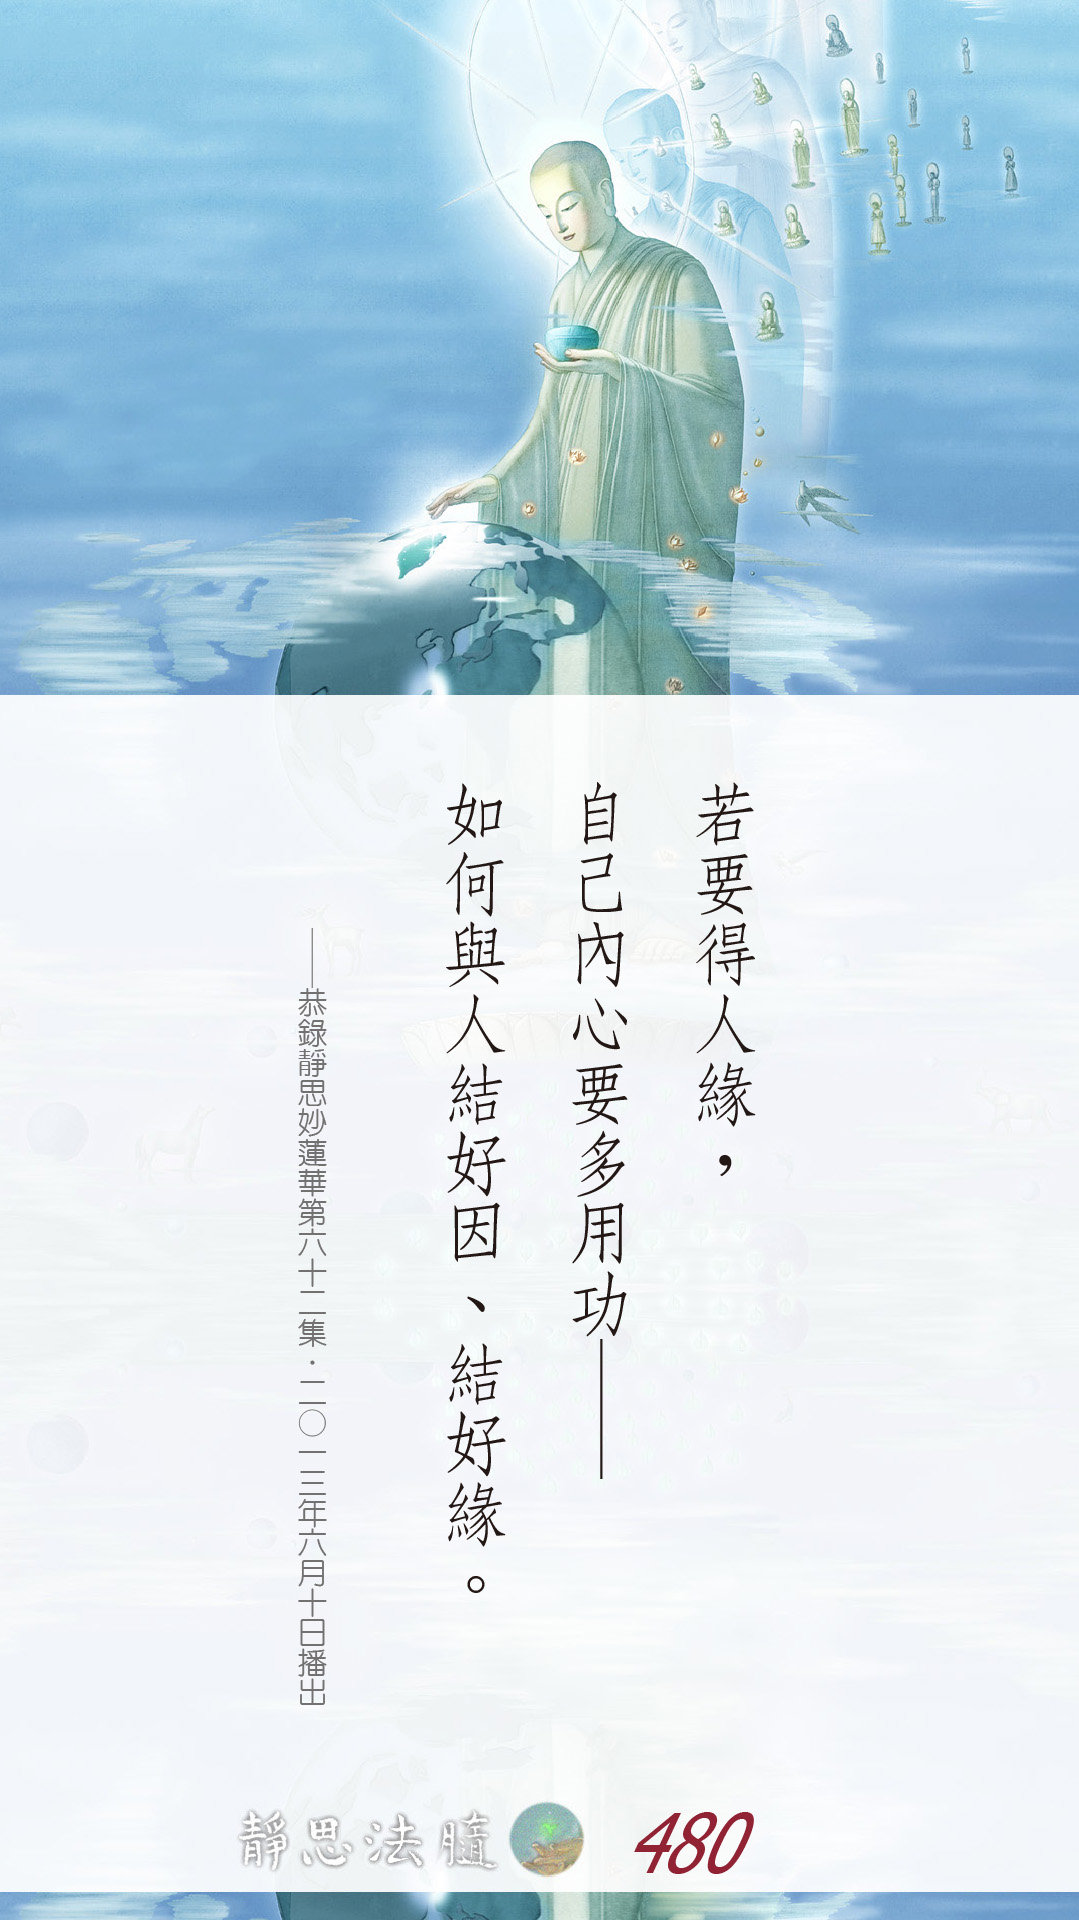 若要得人緣，
自己內心要多用功——
如何與人結好因、結好緣。
——恭錄靜思妙蓮華第六十二集·二〇一三年六月十日播出
靜思法髓
480